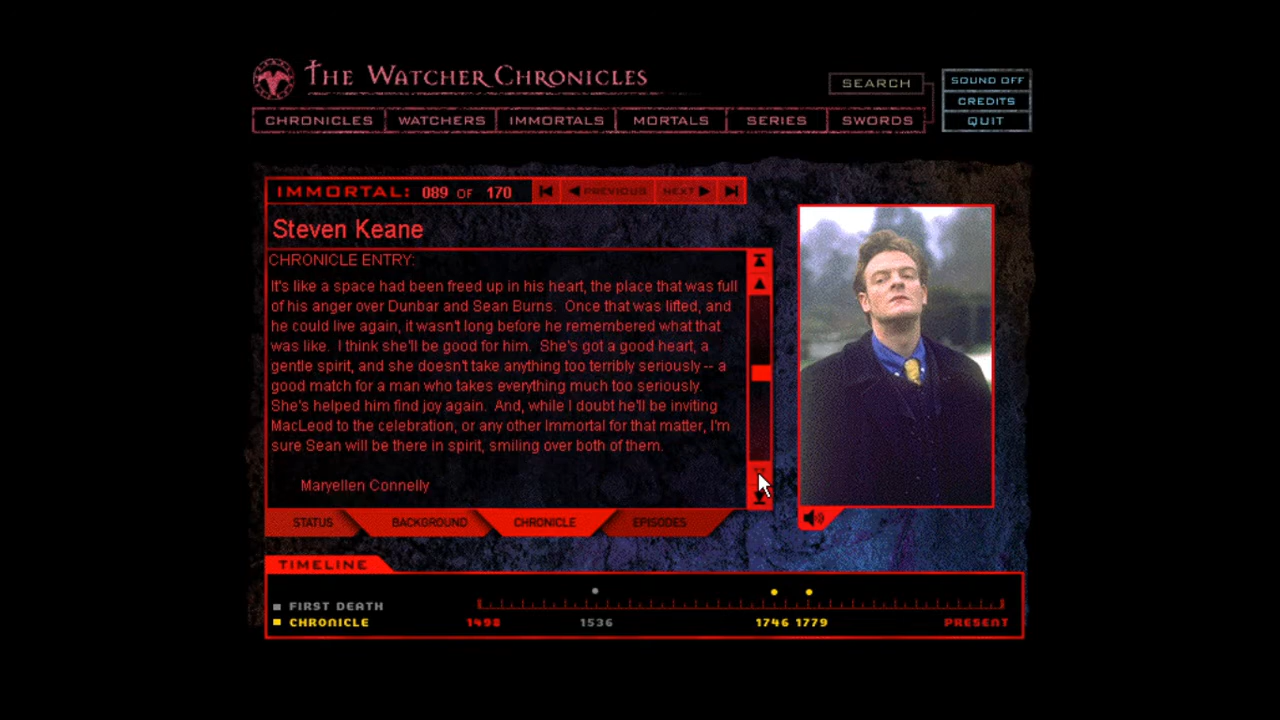 THE WATCHER CHRONICLES
SEARCH
SOUND OFF
CREDITS
QUIT
CHRONICLES
WATCHERS
IMMORTALS
MORTALS
SERIES
SWORDS
IMMORTAL: 089 OF 170
PREVIOUS
NEXT
Steven Keane
CHRONICLE ENTRY:
It's like a space had been freed up in his heart, the place that was full
of his anger over Dunbar and Sean Burns. Once that was lifted, and
he could live again, it wasn't long before he remembered what that
was like. I think she'll be good for him. She's got a good heart, a
gentle spirit, and she doesn't take anything too terribly seriously -- a
good match for a man who takes everything much too seriously.
She's helped him find joy again. And, while I doubt he'll be inviting
MacLeod to the celebration, or any other Immortal for that matter, I'm
sure Sean will be there in spirit, smiling over both of them.
Maryellen Connelly
STATUS
BACKGROUND
CHRONICLE
EPISODES
TIMELINE
FIRST DEATH
CHRONICLE
1498
1536
1746
1779
PRESENT